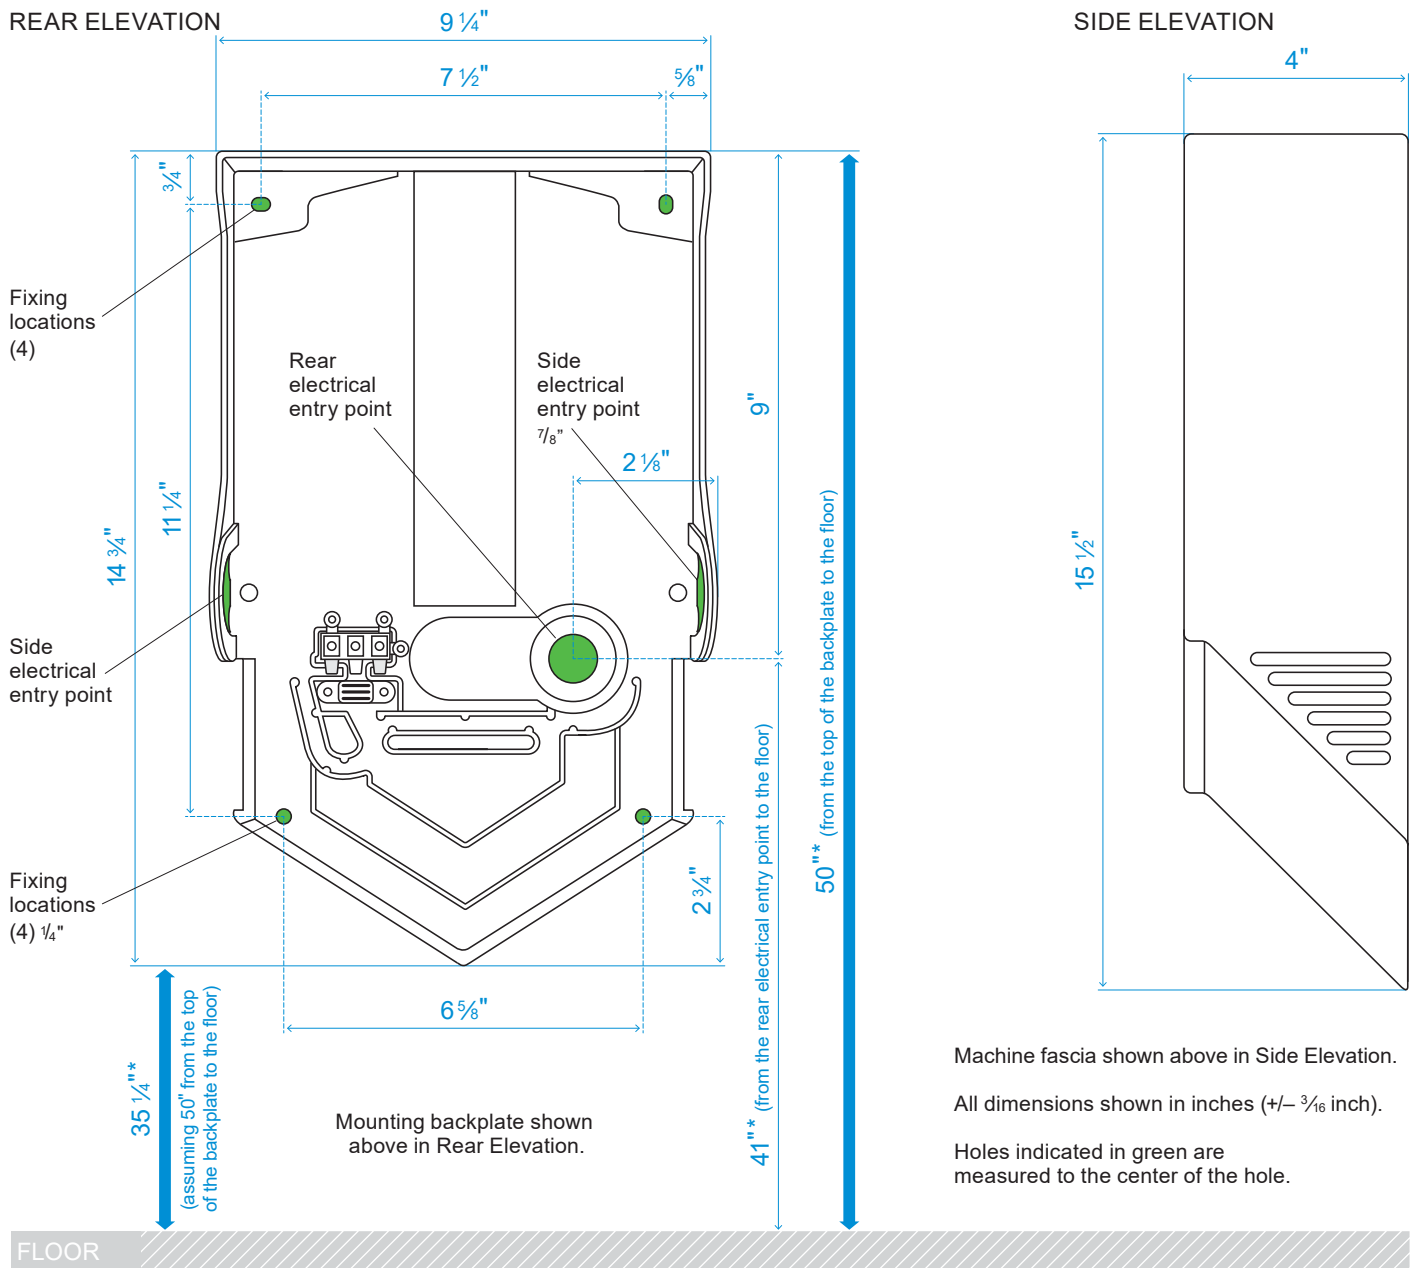 REAR ELEVATION
9 ¼"
7 ½"
⅝"
SIDE ELEVATION
4"
¾"
Fixing
locations
(4)
Rear
electrical
entry point
Side
electrical
entry point
⅞”
9"
2 ⅛"
11 ¼"
14 ¾"
15 ½"
50"* (from the top of the backplate to the floor)
Side
electrical
entry point
41"* (from the rear electrical entry point to the floor)
Fixing
locations
(4) ¼"
2 ¾"
6 ⅝"
35 ¼"*
(assuming 50" from the top
of the backplate to the floor)
Mounting backplate shown
above in Rear Elevation.
Machine fascia shown above in Side Elevation.
All dimensions shown in inches (+/– ³⁄₁₆ inch).
Holes indicated in green are
measured to the center of the hole.
FLOOR